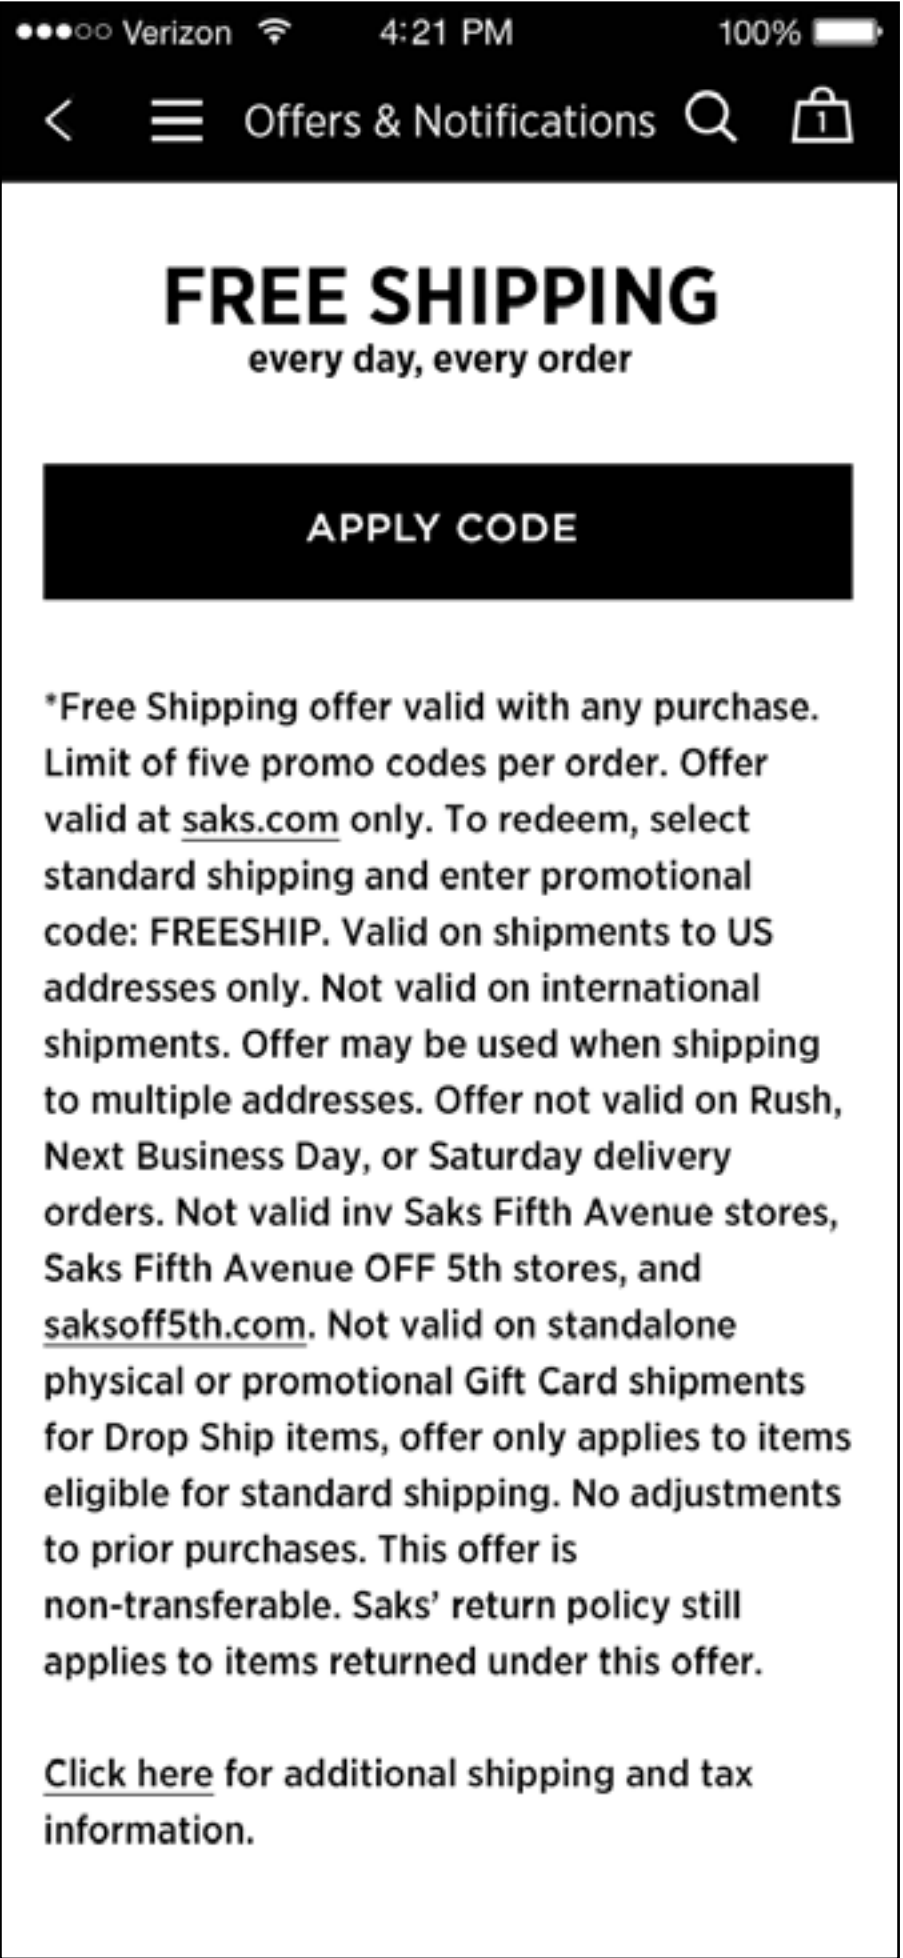 Verizon 4:21 PM 100%
Offers & Notifications 1
FREE SHIPPING
every day, every order
APPLY CODE
*Free Shipping offer valid with any purchase.
Limit of five promo codes per order. Offer
valid at saks.com only. To redeem, select
standard shipping and enter promotional
code: FREESHIP. Valid on shipments to US
addresses only. Not valid on international
shipments. Offer may be used when shipping
to multiple addresses. Offer not valid on Rush,
Next Business Day, or Saturday delivery
orders. Not valid inv Saks Fifth Avenue stores,
Saks Fifth Avenue OFF 5th stores, and
saksoff5th.com. Not valid on standalone
physical or promotional Gift Card shipments
for Drop Ship items, offer only applies to items
eligible for standard shipping. No adjustments
to prior purchases. This offer is
non-transferable. Saks’ return policy still
applies to items returned under this offer.
Click here for additional shipping and tax
information.